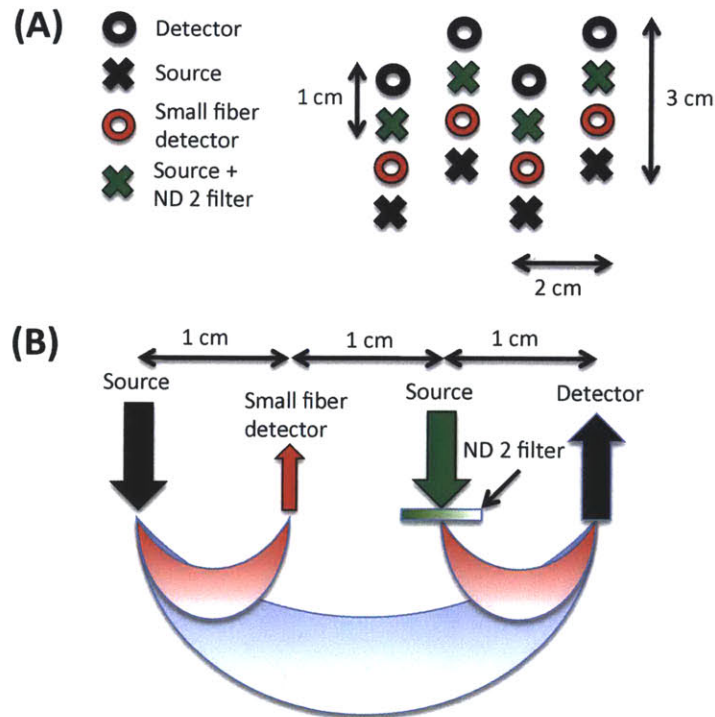 (A)
Detector
Source
Small fiber
detector
Source +
ND 2 filter
1 cm
3 cm
2 cm
(B)
1 cm
1 cm
1 cm
Source
Small fiber
detector
Source
Detector
ND 2 filter